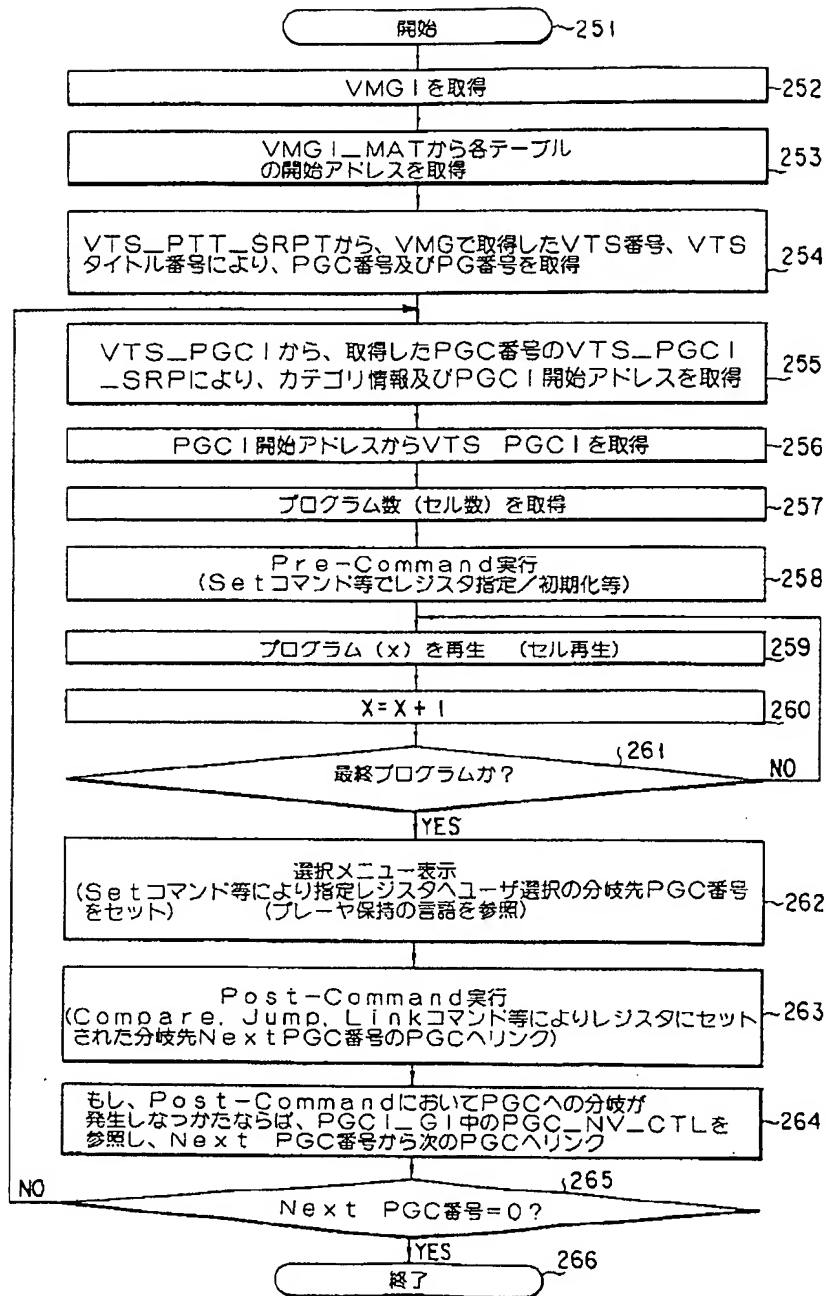 開始
251
VMGIを取得
252
VMGI_MATから各テーブル
の開始アドレスを取得
253
VTS_PTT_SRPTから、VMGで取得したVTS番号、VTS
タイトル番号により、PGC番号及びPG番号を取得
254
VTS_PGCIから、取得したPGC番号のVTS_PGCI
_SRPにより、カテゴリ情報及びPGCI開始アドレスを取得
255
PGCI開始アドレスからVTS PGCIを取得
256
プログラム数(セル数)を取得
257
Pre-Command実行
(Setコマンド等でレジスタ指定/初期化等)
258
プログラム(x)を再生 (セル再生)
259
X=X+1
260
261
最終プログラムか?
NO
YES
選択メニュー表示
(Setコマンド等により指定レジスタへユーザ選択の分岐先PGC番号
をセット) (プレーヤ保持の言語を参照)
262
Post-Command実行
(Compare, Jump, Linkコマンド等によりレジスタにセット
された分岐先NextPGC番号のPGCへリンク)
263
もし、Post-CommandにおいてPGCへの分岐が
発生しなつかたならば、PGCI_GI中のPGC_NV_CTLを
参照し、Next PGC番号から次のPGCへリンク
264
NO
265
Next PGC番号=0?
YES
終了
266